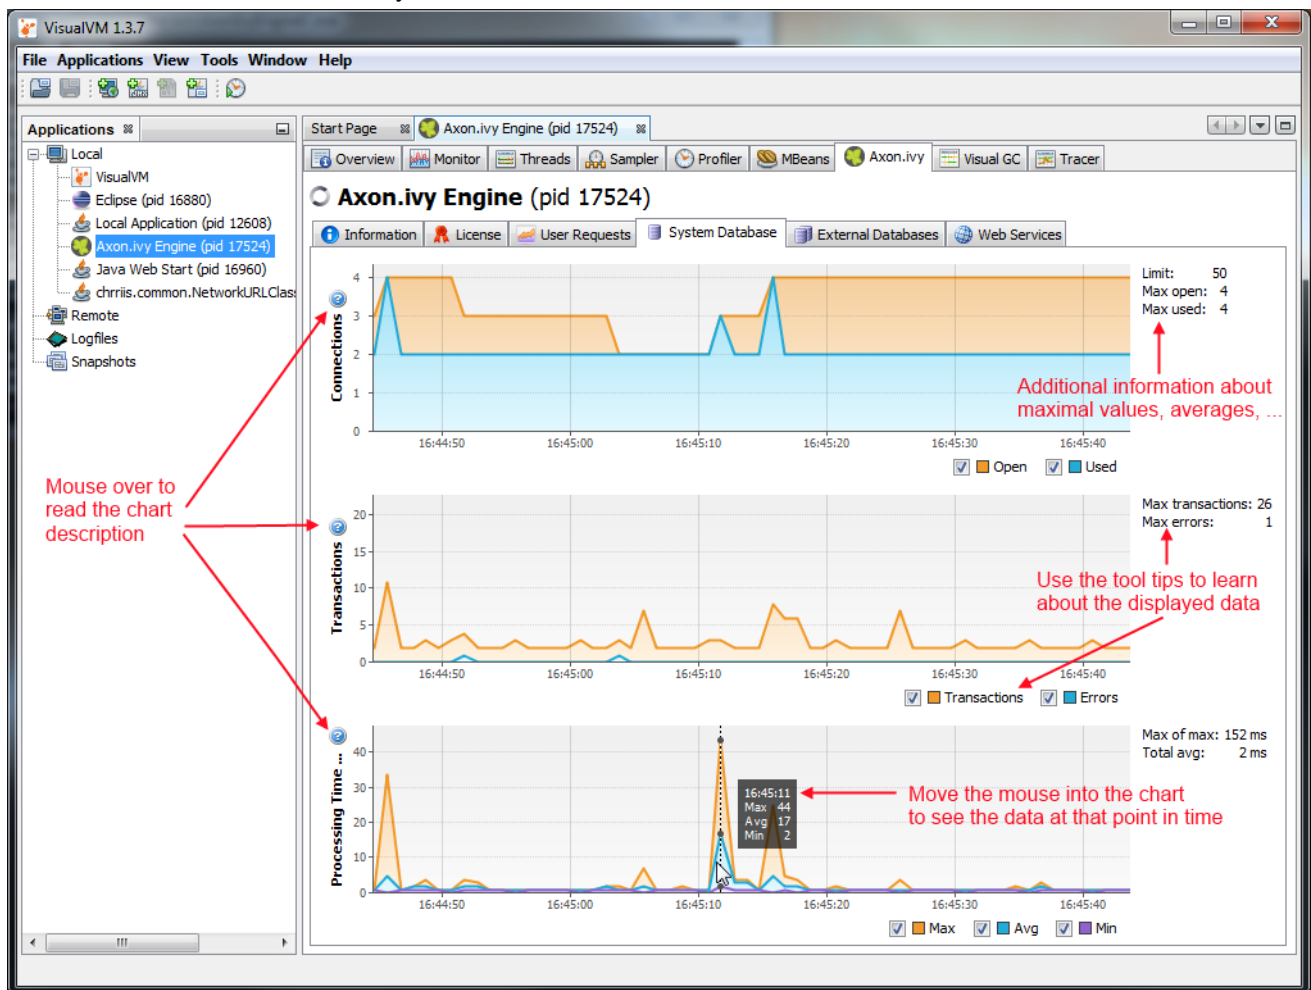 VisualVM 1.3.7
File Applications View Tools Window Help
Applications
Local
VisualVM
Eclipse (pid 16880)
Local Application (pid 12608)
Axon.ivy Engine (pid 17524)
Java Web Start (pid 16960)
chrriis.common.NetworkURLClass
Remote
Logfiles
Snapshots
Start Page
Axon.ivy Engine (pid 17524)
Overview Monitor Threads Sampler Profiler MBeans Axon.ivy Visual GC Tracer
Axon.ivy Engine (pid 17524)
Information License User Requests System Database External Databases Web Services
Connections
4
3
2
1
0
16:44:50 16:45:00 16:45:10 16:45:20 16:45:30 16:45:40
Open Used
Limit: 50
Max open: 4
Max used: 4
Additional information about
maximal values, averages, ...
Mouse over to
read the chart
description
Transactions
20
15
10
5
0
16:44:50 16:45:00 16:45:10 16:45:20 16:45:30 16:45:40
Transactions Errors
Max transactions: 26
Max errors: 1
Use the tool tips to learn
about the displayed data
Processing Time ...
40
30
20
10
0
16:44:50 16:45:00 16:45:10 16:45:20 16:45:30 16:45:40
Max Avg Min
Max of max: 152 ms
Total avg: 2 ms
16:45:11
Max 44
Avg 17
Min 2
Move the mouse into the chart
to see the data at that point in time